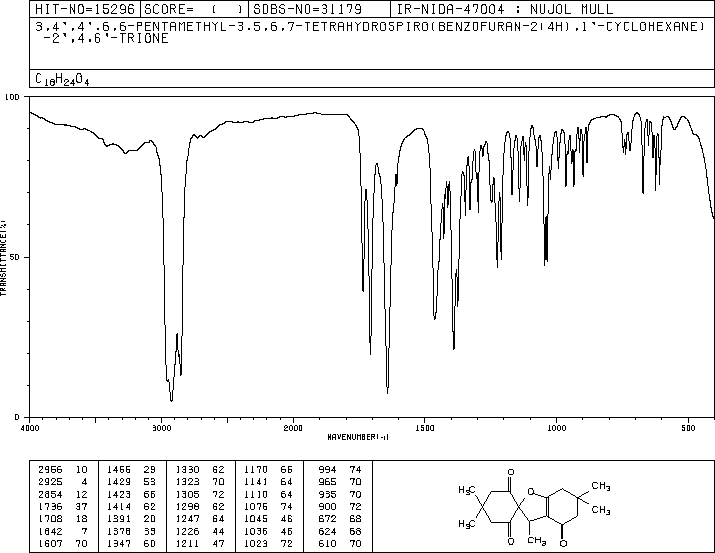 HIT-NO=15296 SCORE= ( ) SDBS-NO=31179 IR-NIDA-47004 : NUJOL MULL
3,4',4',6,6-PENTAMETHYL-3,5,6,7-TETRAHYDROSPIRO(BENZOFURAN-2(4H),1'-CYCLOHEXANE)
-2',4,6'-TRIONE
C18H24O4
100
50
0
TRANSMITTANCE(%)
4000 3000 2000 1500 1000 500
WAVENUMBER(-1)
2956 10 1466 29 1330 62 1170 66 994 74
2925 4 1429 53 1323 70 1141 64 965 70
2854 12 1423 66 1305 72 1110 64 935 70
1736 37 1414 62 1298 62 1076 74 900 72
1708 18 1391 20 1247 64 1045 46 672 68
1642 7 1378 39 1226 44 1036 46 624 68
1607 70 1347 60 1211 47 1023 72 610 70
O
H3C
H3C
O
O
CH3
CH3
CH3
O